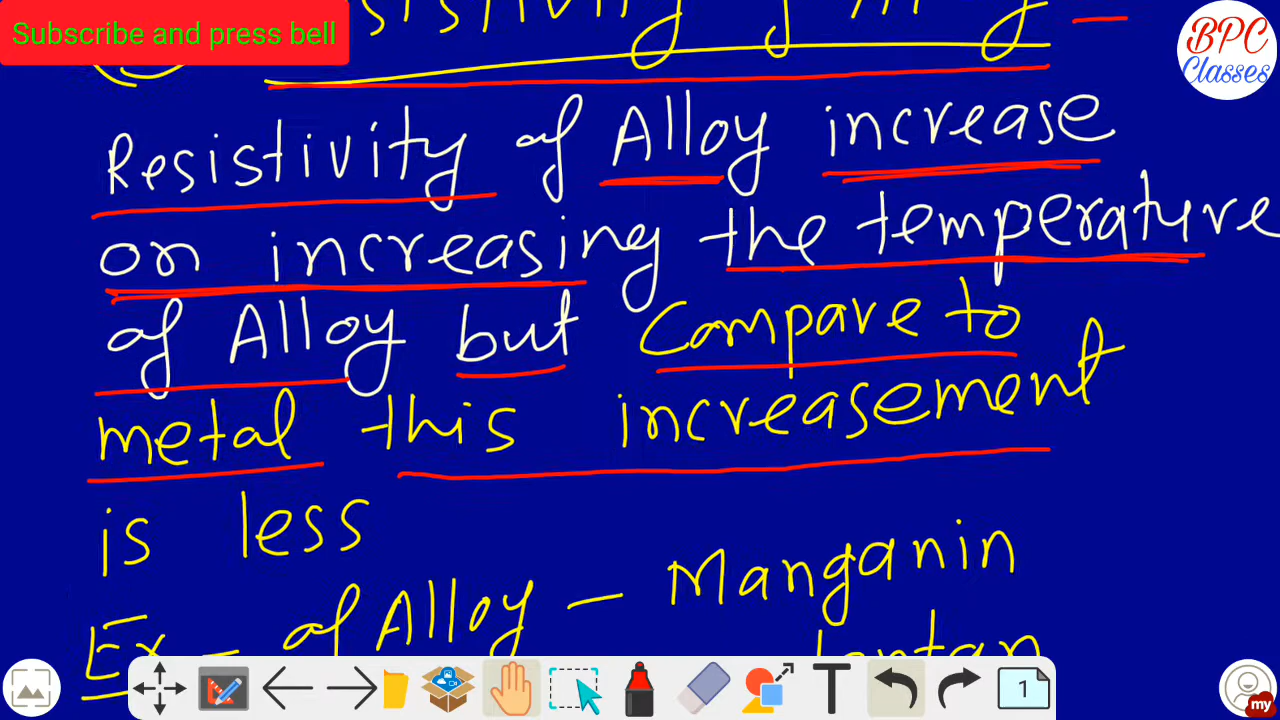 Subscribe and press bell
BPC
Classes
Resistivity of Alloy increase
on increasing the temperature
of Alloy but Compare to
metal this increasement
is less
Ex - of Alloy - Manganin
T
1
my